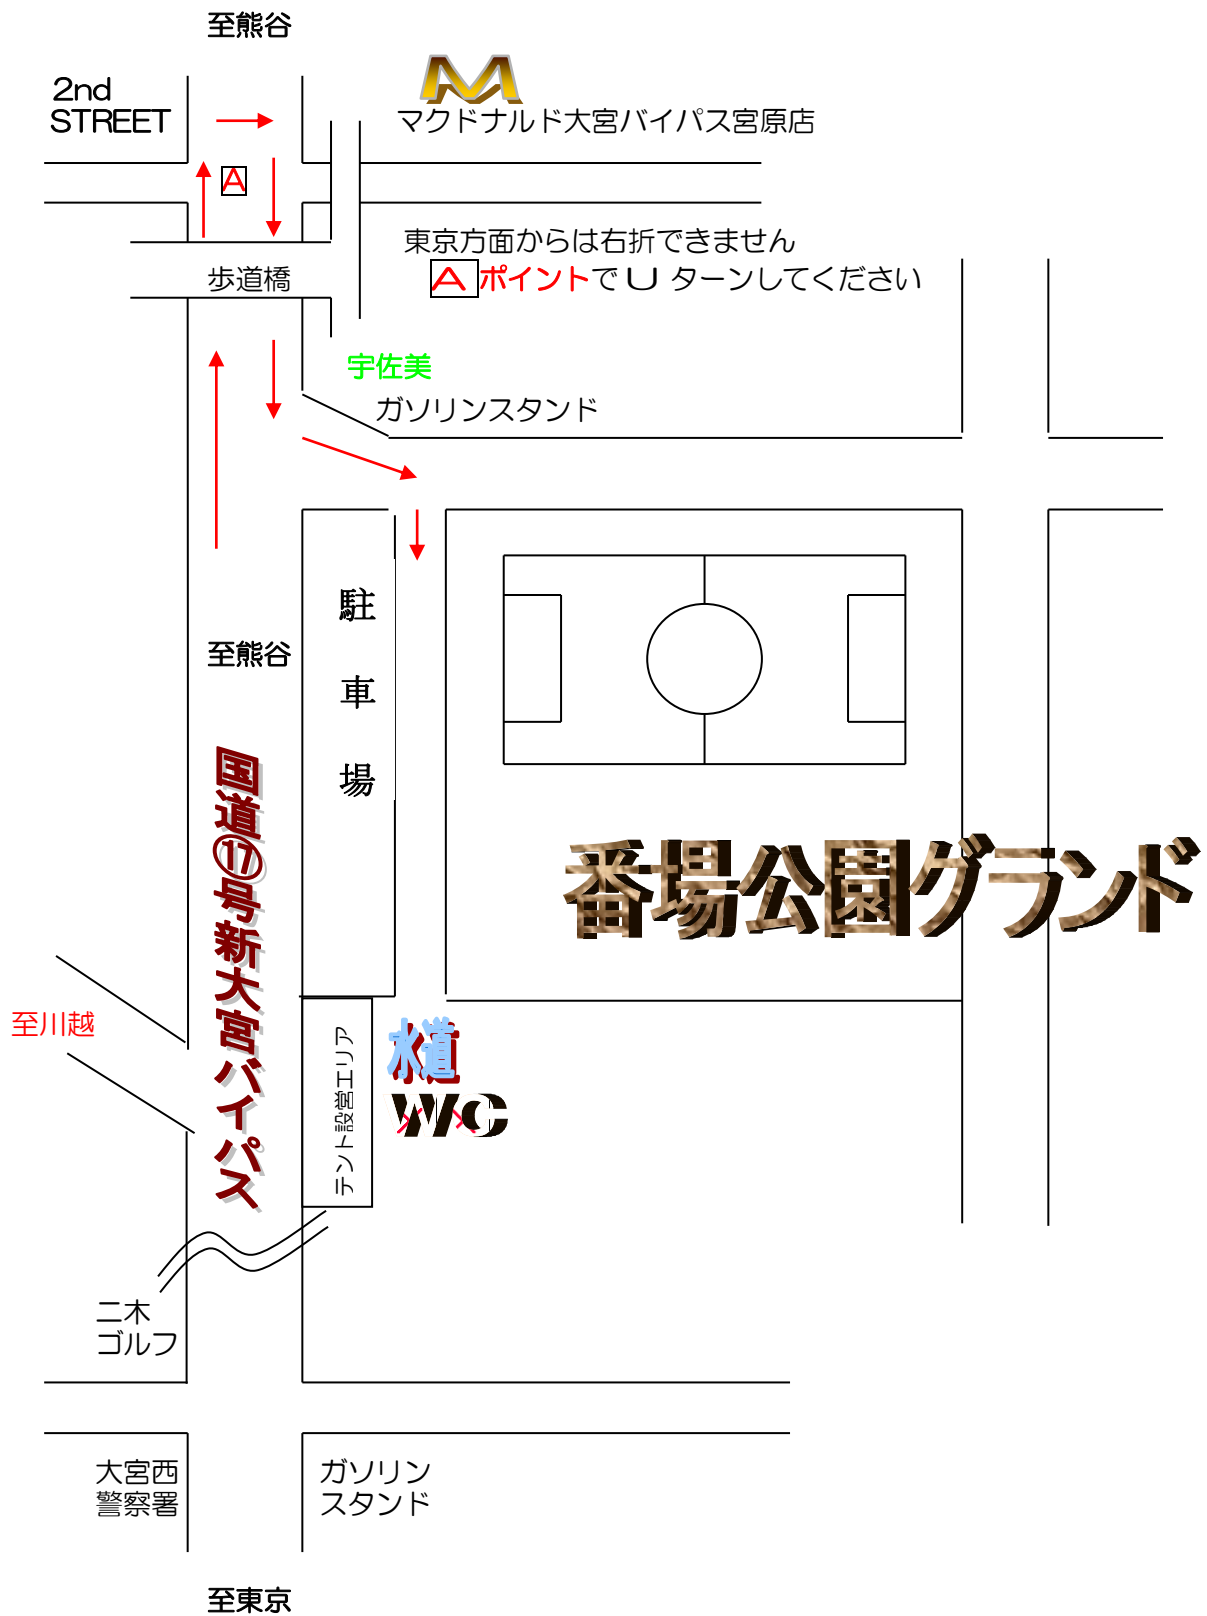 至熊谷
2nd
STREET
M
マクドナルド大宮バイパス宮原店
A
東京方面からは右折できません
A ポイントでUターンしてください
歩道橋
宇佐美
ガソリンスタンド
駐車場
至熊谷
国道⑰号新大宮バイパス
番場公園グランド
至川越
テント設営エリア
水道
WC
二木
ゴルフ
大宮西
警察署
ガソリン
スタンド
至東京